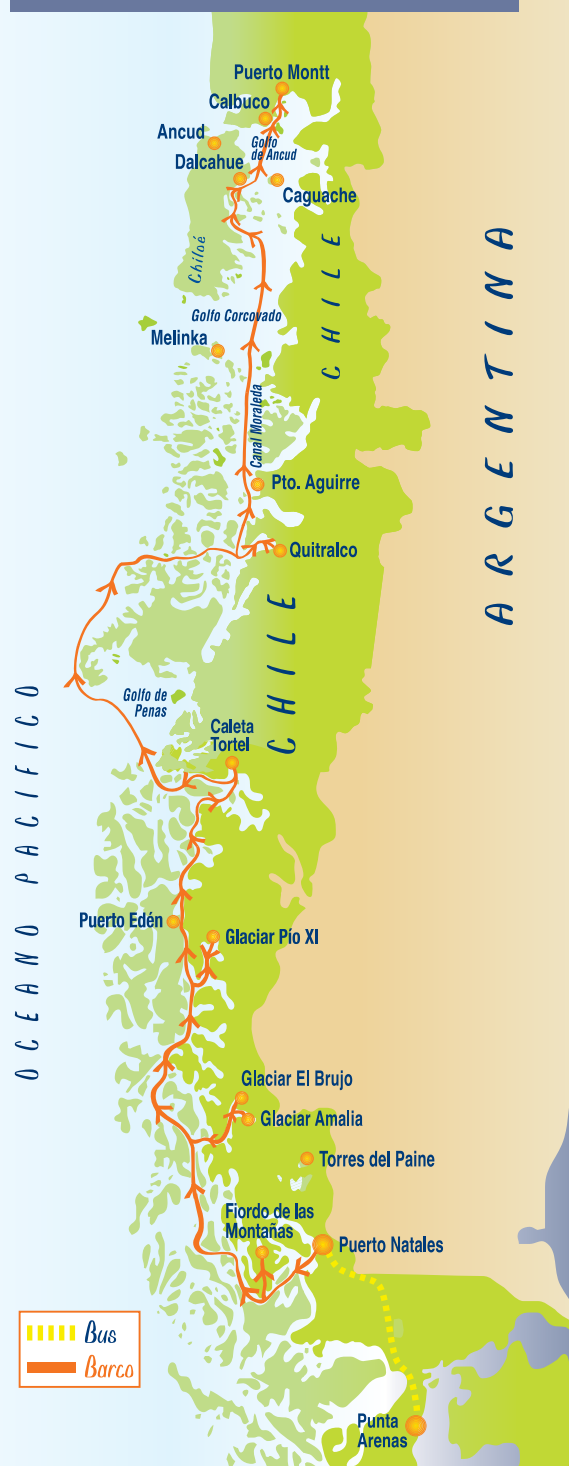 Puerto Montt
Calbuco
Ancud
Golfo
de Ancud
Dalcahue
Caguache
Chiloé
CHILE
ARGENTINA
Golfo Corcovado
Melinka
Canal Moraleda
Pto. Aguirre
Quitralco
CHILE
Golfo de
Penas
OCEANO PACIFICO
Caleta
Tortel
Puerto Edén
Glaciar Pío XI
Glaciar El Brujo
Glaciar Amalia
Torres del Paine
Fiordo de las
Montañas
Puerto Natales
Bus
Barco
Punta
Arenas